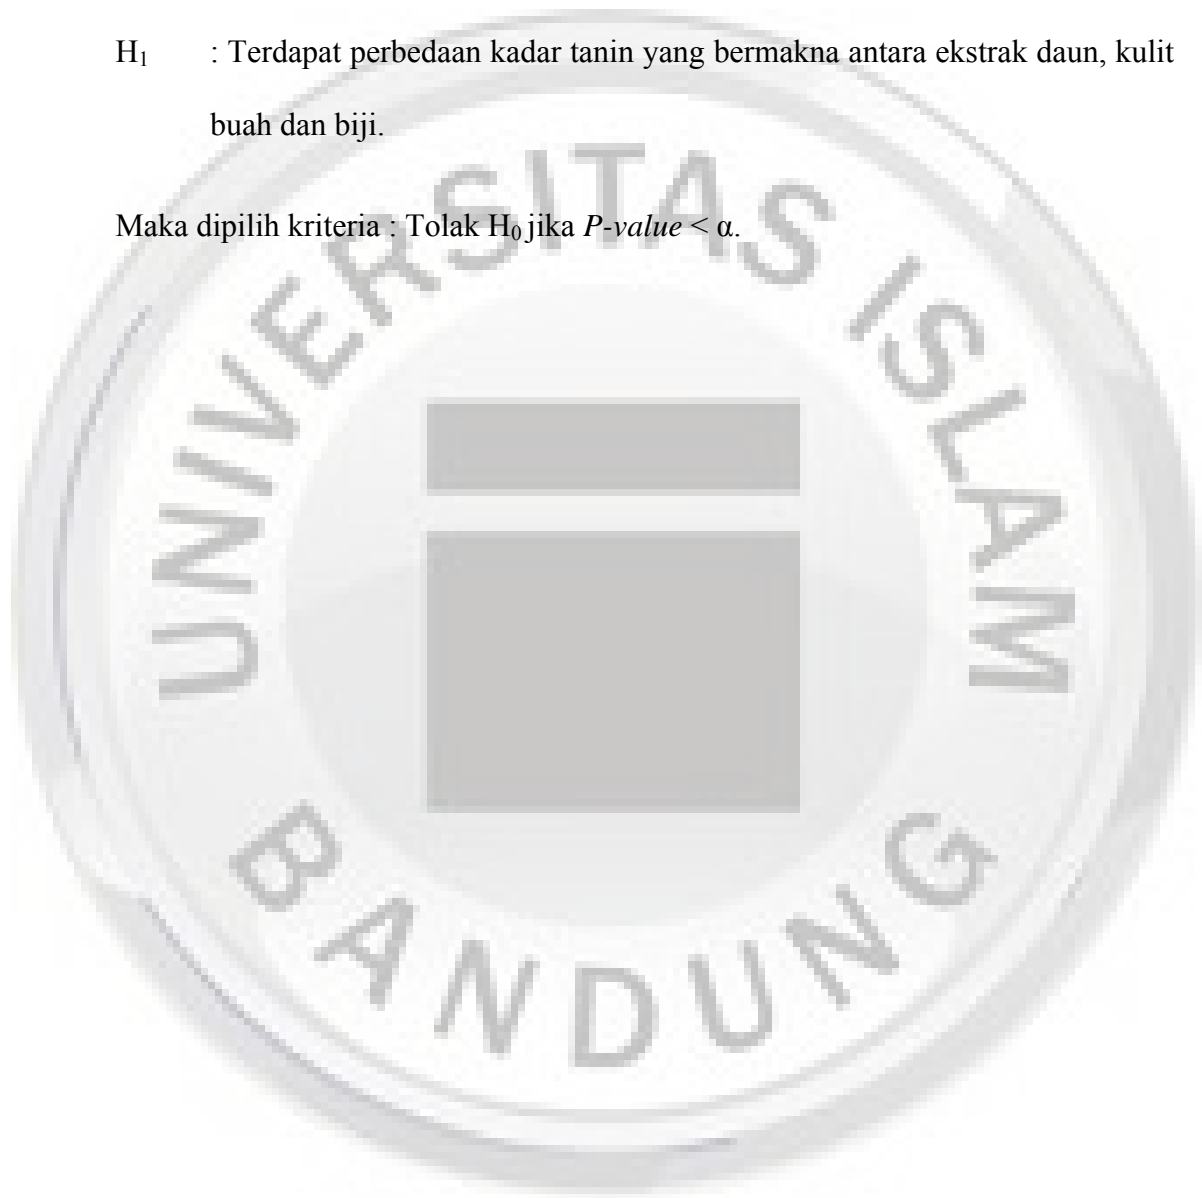 H₁ : Terdapat perbedaan kadar tanin yang bermakna antara ekstrak daun, kulit
buah dan biji.
Maka dipilih kriteria : Tolak H₀ jika P-value < α.
UNIVERSITAS ISLAM
BANDUNG